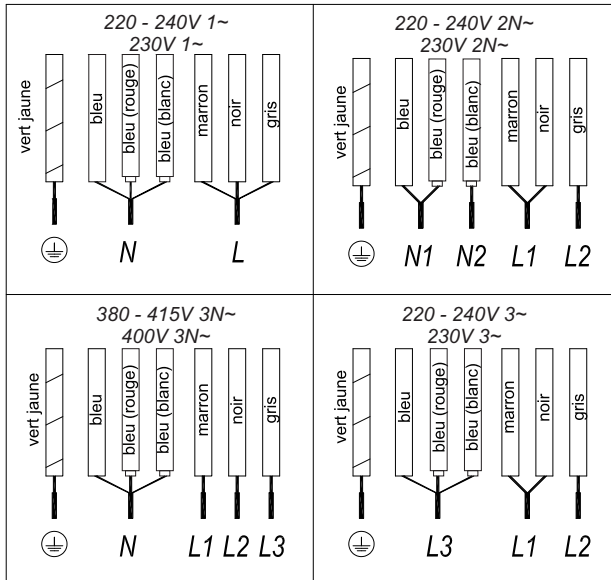 220 - 240V 1~
230V 1~
vert jaune
bleu
bleu (rouge)
bleu (blanc)
marron
noir
gris
N
L
220 - 240V 2N~
230V 2N~
vert jaune
bleu
bleu (rouge)
bleu (blanc)
marron
noir
gris
N1 N2 L1 L2
380 - 415V 3N~
400V 3N~
vert jaune
bleu
bleu (rouge)
bleu (blanc)
marron
noir
gris
N L1 L2 L3
220 - 240V 3~
230V 3~
vert jaune
bleu
bleu (rouge)
bleu (blanc)
marron
noir
gris
L3 L1 L2